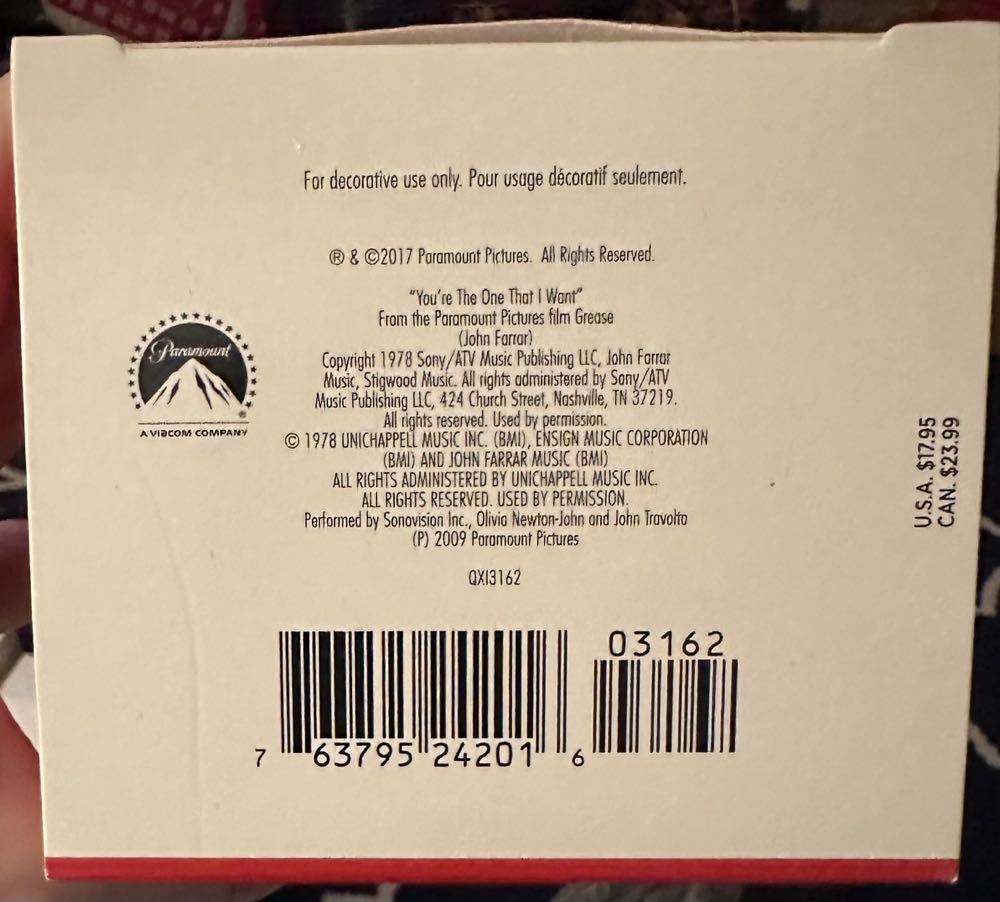 For decorative use only. Pour usage décoratif seulement.
® & ©2017 Paramount Pictures. All Rights Reserved.
"You're The One That I Want"
From the Paramount Pictures film Grease
(John Farrar)
Copyright 1978 Sony/ATV Music Publishing LLC, John Farrar
Music, Stigwood Music. All rights administered by Sony/ATV
Music Publishing LLC, 424 Church Street, Nashville, TN 37219.
All rights reserved. Used by permission.
© 1978 UNICHAPPELL MUSIC INC. (BMI), ENSIGN MUSIC CORPORATION
(BMI) AND JOHN FARRAR MUSIC (BMI)
ALL RIGHTS ADMINISTERED BY UNICHAPPELL MUSIC INC.
ALL RIGHTS RESERVED. USED BY PERMISSION.
Performed by Sonovision Inc., Olivia Newton-John and John Travolta
(P) 2009 Paramount Pictures
QXI3162
Paramount
®
A VIACOM COMPANY
U.S.A. $17.95
CAN. $23.99
03162
7 63795 24201 6